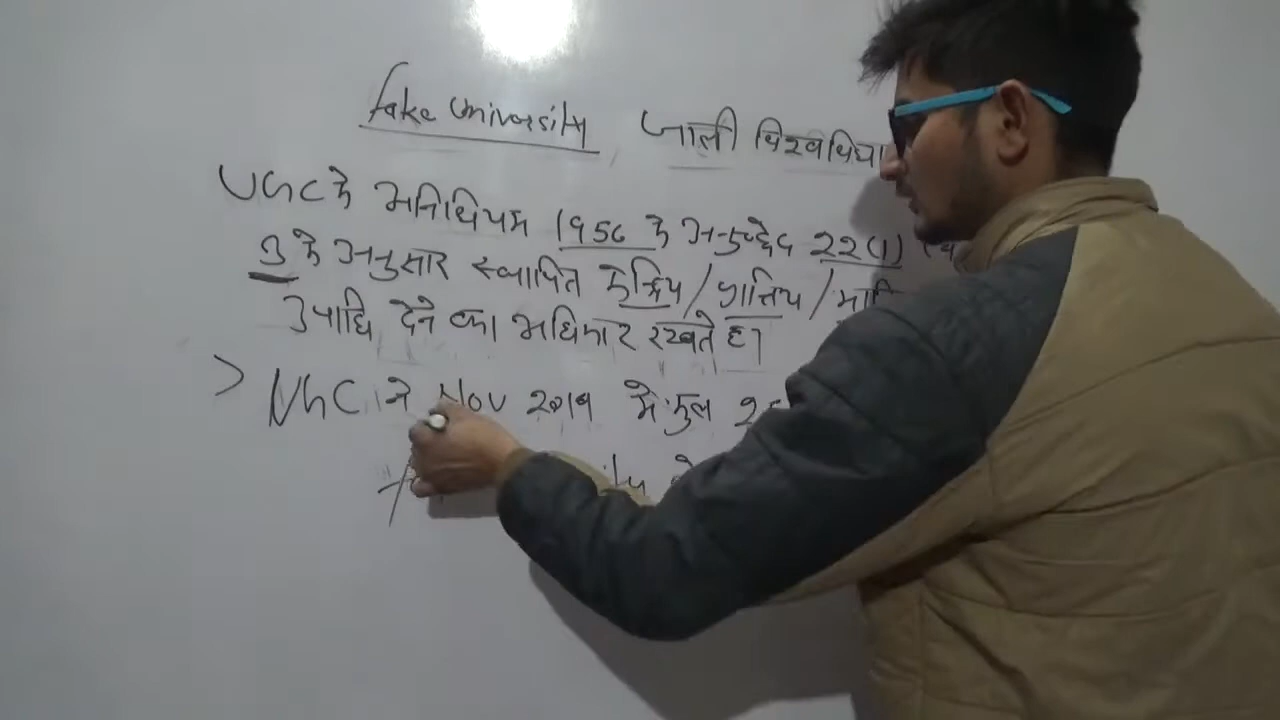 fake University जाली विश्वविद्या
UGC के अधिनियम 1956 के अनुच्छेद 22(1)
3 के अनुसार स्थापित केन्द्रिय/प्रान्तिय/मानि
उपाधि देने का अधिकार रखते है।
> UGC ने Nov 2019 में कुल